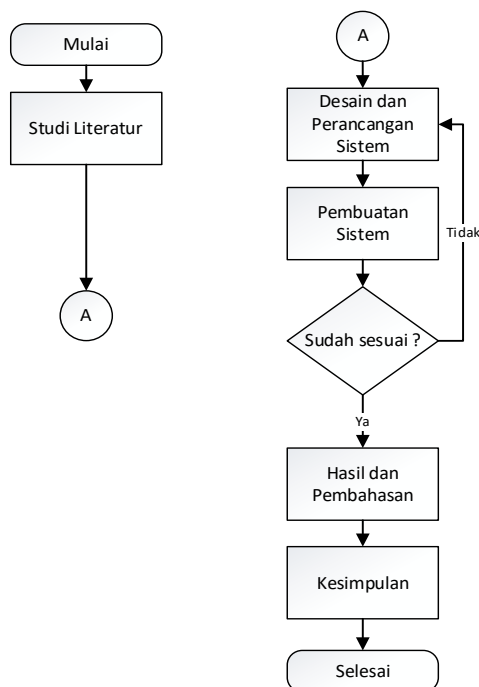 Mulai
Studi Literatur
A
A
Desain dan
Perancangan
Sistem
Pembuatan
Sistem
Tidak
Sudah sesuai ?
Ya
Hasil dan
Pembahasan
Kesimpulan
Selesai